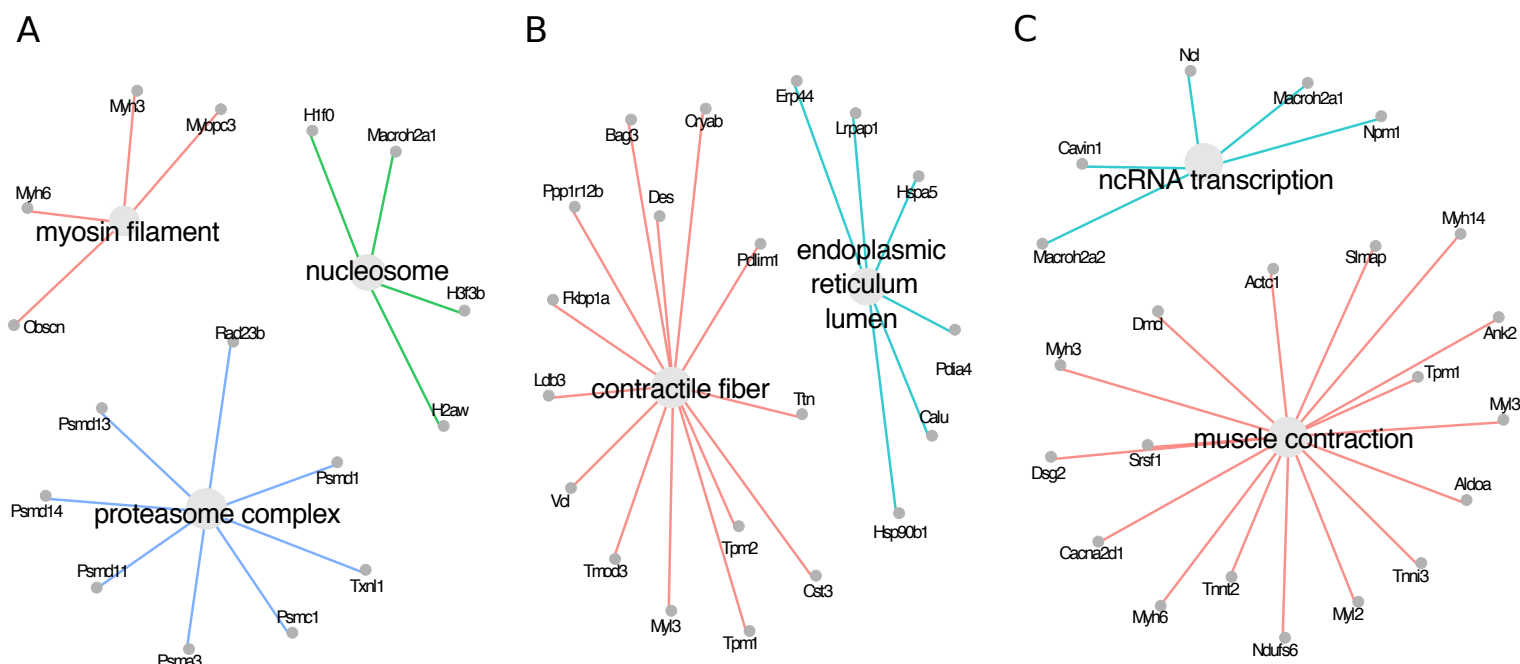 A
Myh3
Mybpc3
Myh6
myosin filament
Obscn
H1f0
Macroh2a1
nucleosome
H3f3b
H2aw
Rad23b
Psmd13
Psmd1
Psmd14
proteasome complex
Psmd11
Txnl1
Psmc1
Psma3
B
Bag3
Cryab
Ppp1r12b
Des
Pdlim1
Fkbp1a
Ldb3
contractile fiber
Ttn
Vcl
Tpm2
Tmod3
Cst3
Myl3
Tpm1
Erp44
Lrpap1
Hspa5
endoplasmic
reticulum
lumen
Pdia4
Calu
Hsp90b1
C
Ncl
Macroh2a1
Npm1
Cavin1
ncRNA transcription
Macroh2a2
Myh14
Slmap
Actc1
Dmd
Ank2
Myh3
Tpm1
Myl3
muscle contraction
Dsg2
Srsf1
Aldoa
Cacna2d1
Tnni3
Tnnt2
Myh6
Myl2
Ndufs6